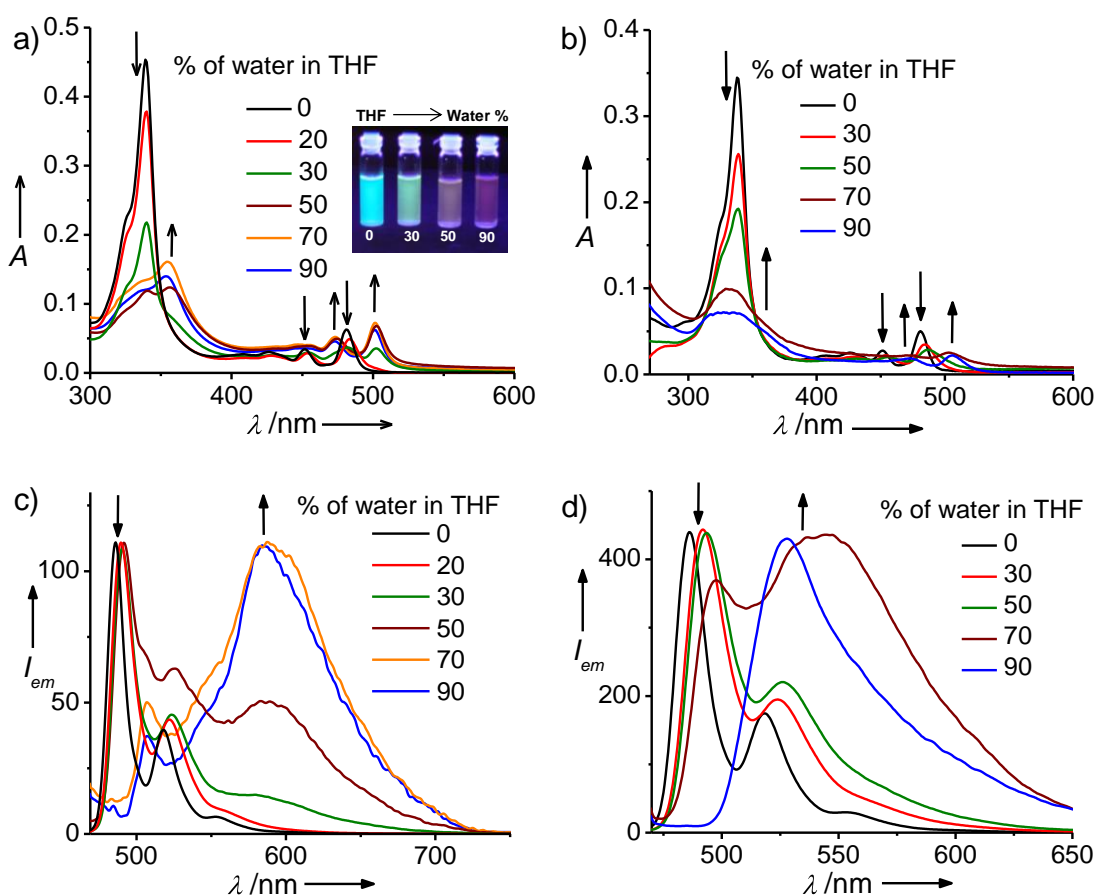 a)
% of water in THF
0
20
30
50
70
90
THF Water %
0 30 50 90
0.5
0.4
0.3
0.2
0.1
0.0
A
300 400 500 600
λ /nm
b)
% of water in THF
0
30
50
70
90
0.4
0.3
0.2
0.1
0.0
A
300 400 500 600
λ /nm
c)
% of water in THF
0
20
30
50
70
90
100
50
0
Iem
500 600 700
λ /nm
d)
% of water in THF
0
30
50
70
90
400
200
0
Iem
500 550 600 650
λ /nm